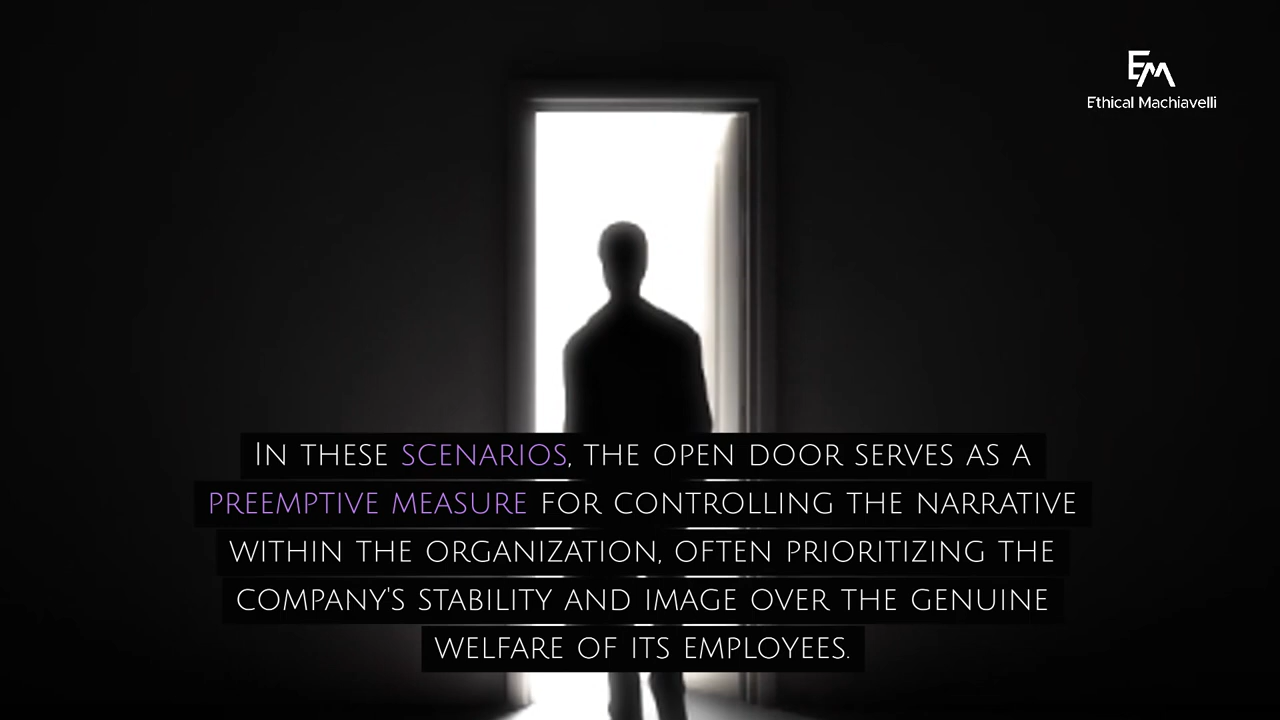 EM
Ethical Machiavelli
In these scenarios, the open door serves as a
preemptive measure for controlling the narrative
within the organization, often prioritizing the
company's stability and image over the genuine
welfare of its employees.